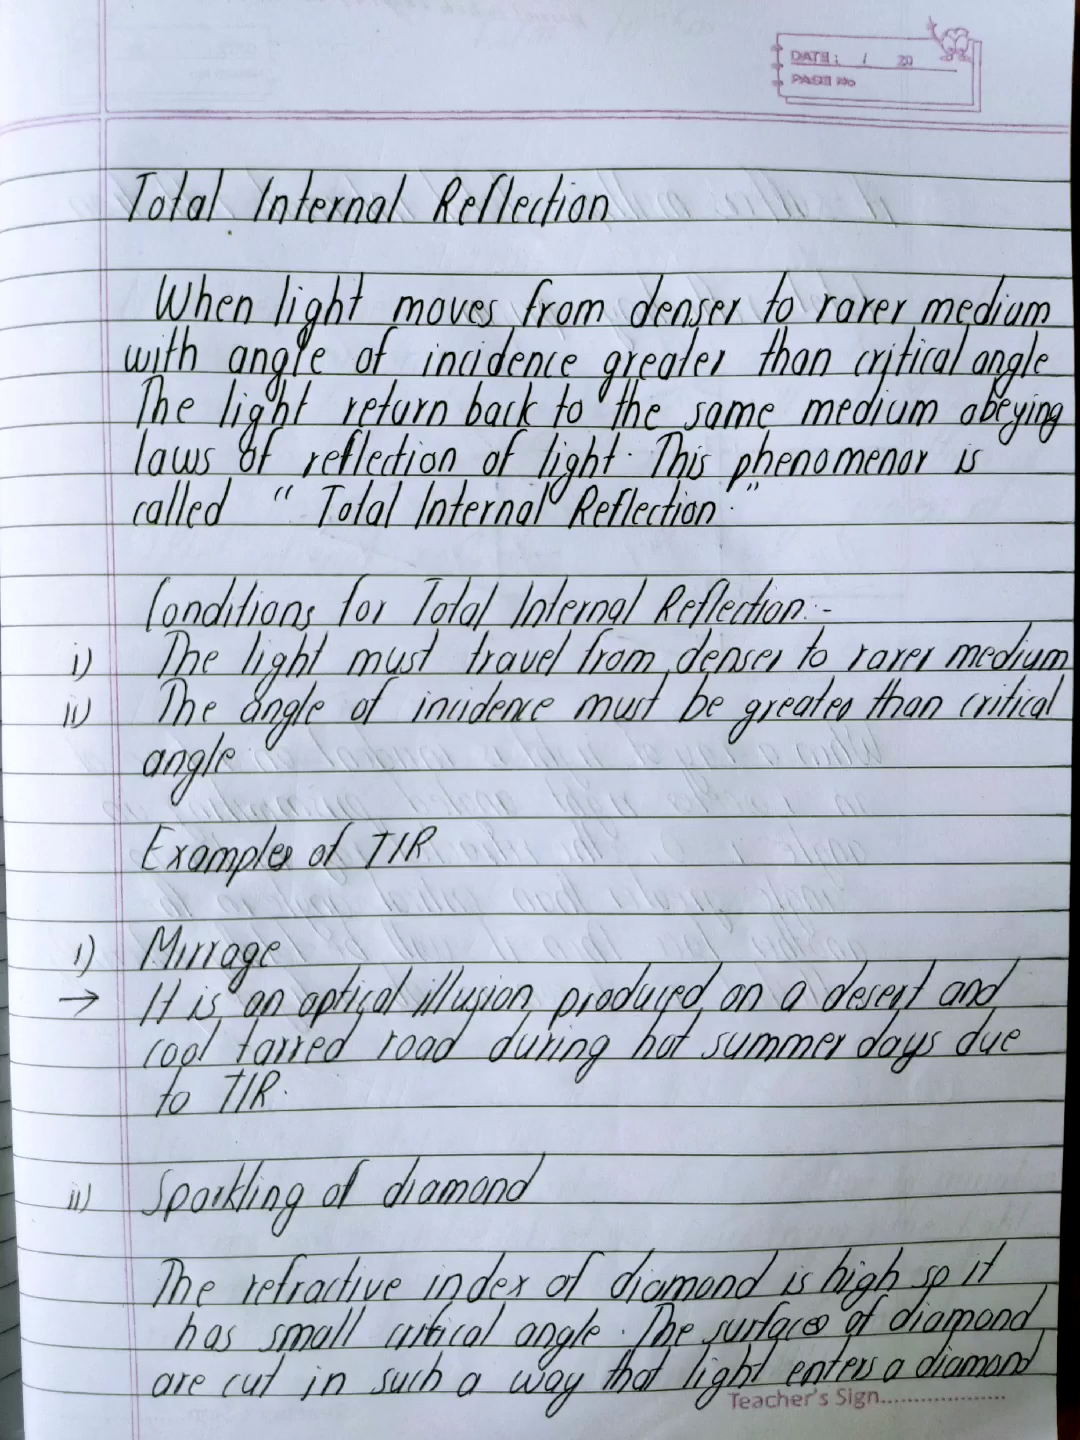 DATE: / 20
PAGE No
Total Internal Reflection
When light moves from denser to rarer medium
with angle of incidence greater than critical angle
The light return back to the same medium obeying
laws of reflection of light. This phenomenon is
called "Total Internal Reflection."
Conditions for Total Internal Reflection:-
i) The light must travel from denser to rarer medium
ii) The angle of incidence must be greater than critical
angle
Examples of TIR
i) Mirrage
→ It is an optical illusion produced on a desert and
cool tarred road during hot summer days due
to TIR.
ii) Sparkling of diamond
The refractive index of diamond is high so it
has small critical angle. The surfaces of diamond
are cut in such a way that light enters a diamond
Teacher's Sign..................